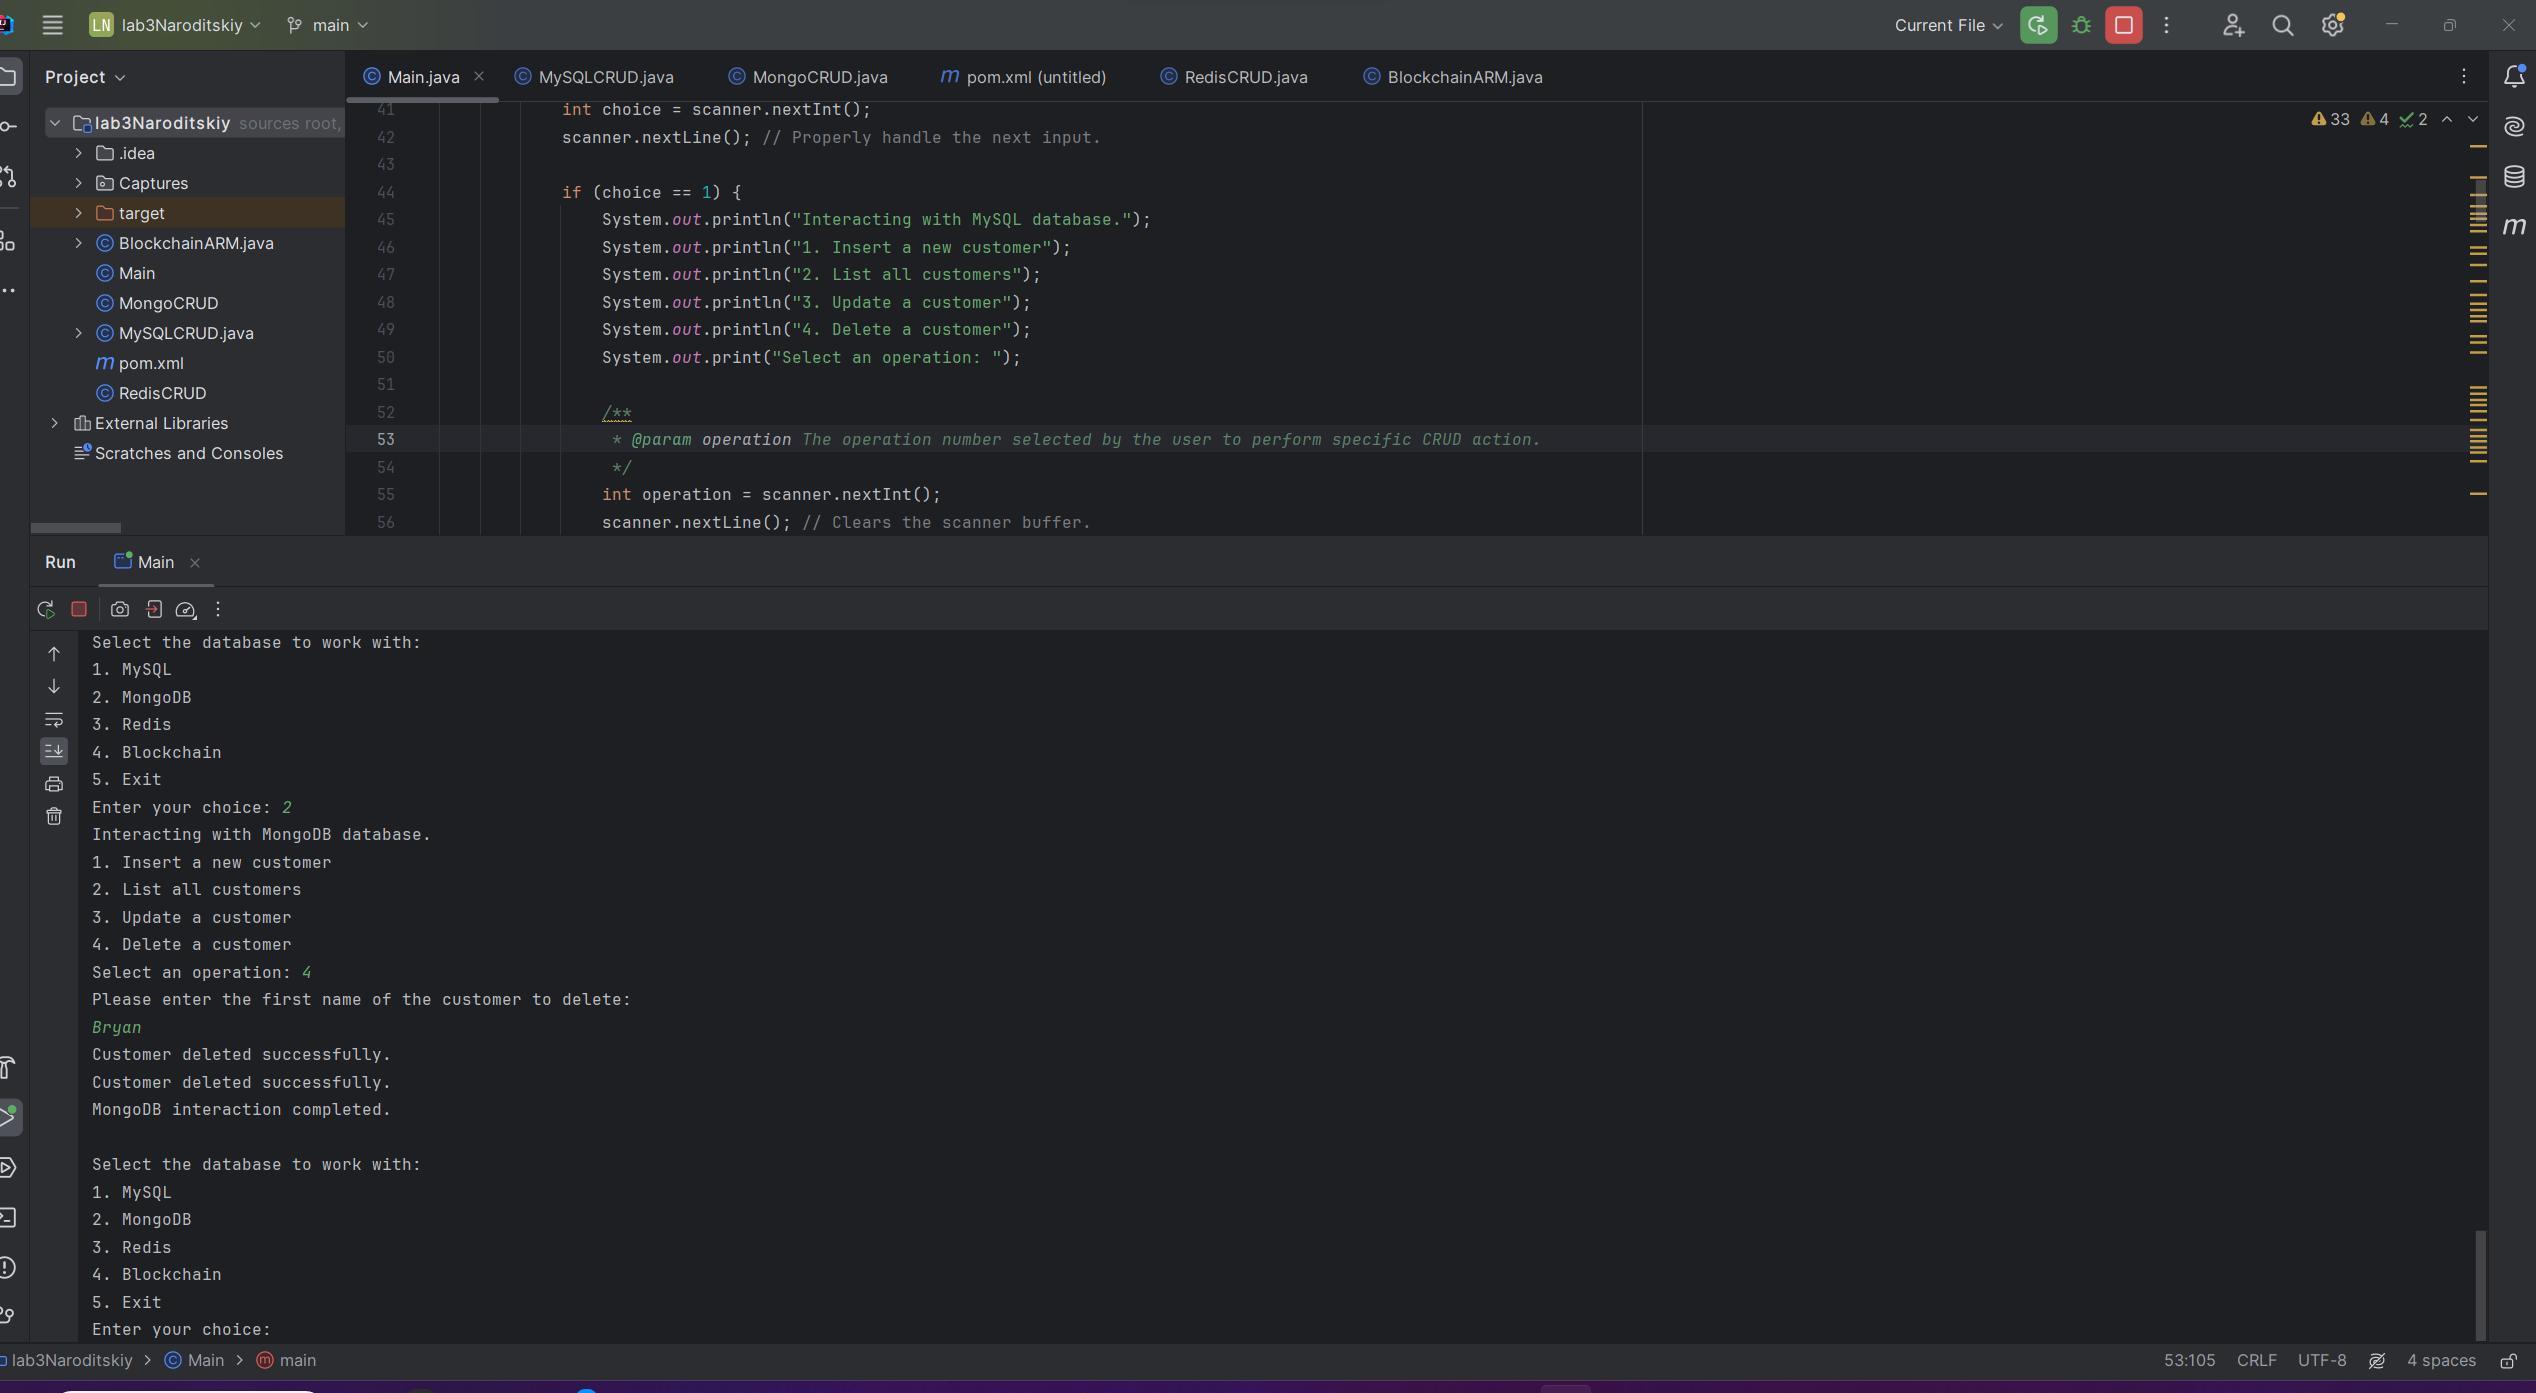 LN lab3Naroditskiy main Current File
Project
Main.java MySQLCRUD.java MongoCRUD.java m pom.xml (untitled) RedisCRUD.java BlockchainARM.java
lab3Naroditskiy sources root,
.idea
Captures
target
BlockchainARM.java
Main
MongoCRUD
MySQLCRUD.java
m pom.xml
RedisCRUD
External Libraries
Scratches and Consoles
33 4 2
41 int choice = scanner.nextInt();
42 scanner.nextLine(); // Properly handle the next input.
43
44 if (choice == 1) {
45 System.out.println("Interacting with MySQL database.");
46 System.out.println("1. Insert a new customer");
47 System.out.println("2. List all customers");
48 System.out.println("3. Update a customer");
49 System.out.println("4. Delete a customer");
50 System.out.print("Select an operation: ");
51
52 /**
53 * @param operation The operation number selected by the user to perform specific CRUD action.
54 */
55 int operation = scanner.nextInt();
56 scanner.nextLine(); // Clears the scanner buffer.
Run Main
Select the database to work with:
1. MySQL
2. MongoDB
3. Redis
4. Blockchain
5. Exit
Enter your choice: 2
Interacting with MongoDB database.
1. Insert a new customer
2. List all customers
3. Update a customer
4. Delete a customer
Select an operation: 4
Please enter the first name of the customer to delete:
Bryan
Customer deleted successfully.
Customer deleted successfully.
MongoDB interaction completed.
Select the database to work with:
1. MySQL
2. MongoDB
3. Redis
4. Blockchain
5. Exit
Enter your choice:
lab3Naroditskiy > Main > m main 53:105 CRLF UTF-8 4 spaces